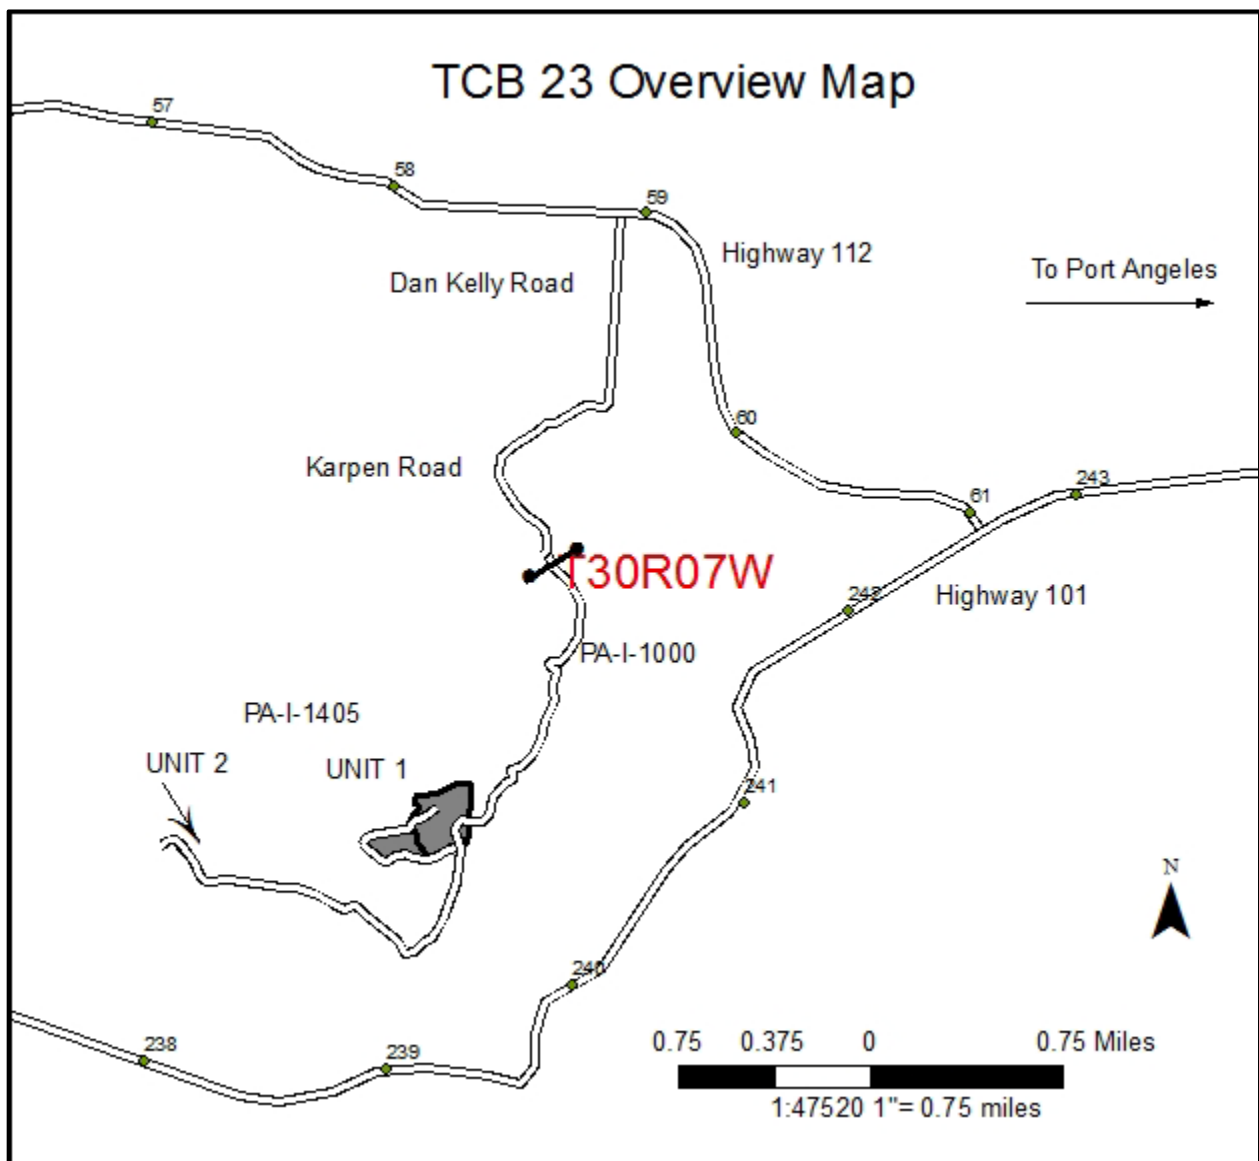 TCB 23 Overview Map
57
58
59
Highway 112
To Port Angeles
Dan Kelly Road
60
Karpen Road
61
243
T30R07W
242
Highway 101
PA-I-1000
PA-I-1405
UNIT 2
UNIT 1
241
N
240
238
239
0.75 0.375 0 0.75 Miles
1:47520 1"= 0.75 miles